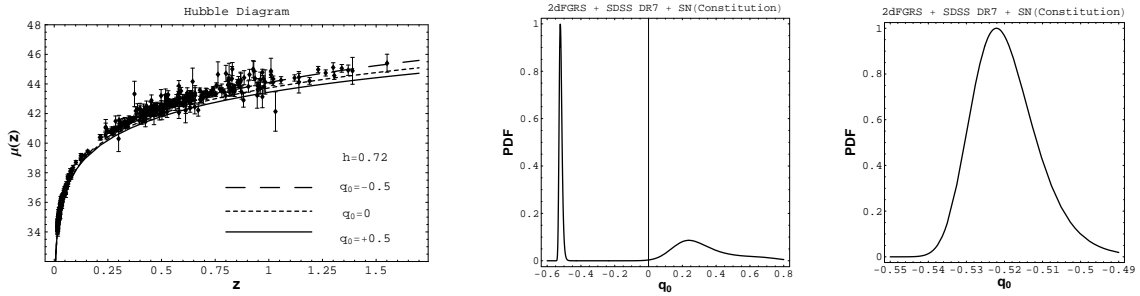 Hubble Diagram
48
46
44
42
40
38
36
34
μ(z)
h=0.72
q₀=-0.5
q₀=0
q₀=+0.5
0 0.25 0.5 0.75 1 1.25 1.5
z
2dFGRS + SDSS DR7 + SN(Constitution)
1
0.8
0.6
0.4
0.2
0
PDF
-0.6 -0.4 -0.2 0 0.2 0.4 0.6 0.8
q₀
2dFGRS + SDSS DR7 + SN(Constitution)
1
0.8
0.6
0.4
0.2
0
PDF
-0.55 -0.54 -0.53 -0.52 -0.51 -0.5 -0.49
q₀